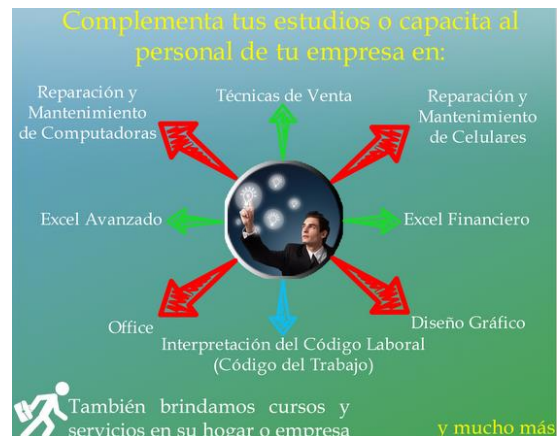 Complementa tus estudios o capacita al
personal de tu empresa en:
Reparación y
Mantenimiento
de Computadoras
Técnicas de Venta
Reparación y
Mantenimiento
de Celulares
Excel Avanzado
Excel Financiero
Office
Diseño Gráfico
Interpretación del Código Laboral
(Código del Trabajo)
También brindamos cursos y
servicios en su hogar o empresa
y mucho más